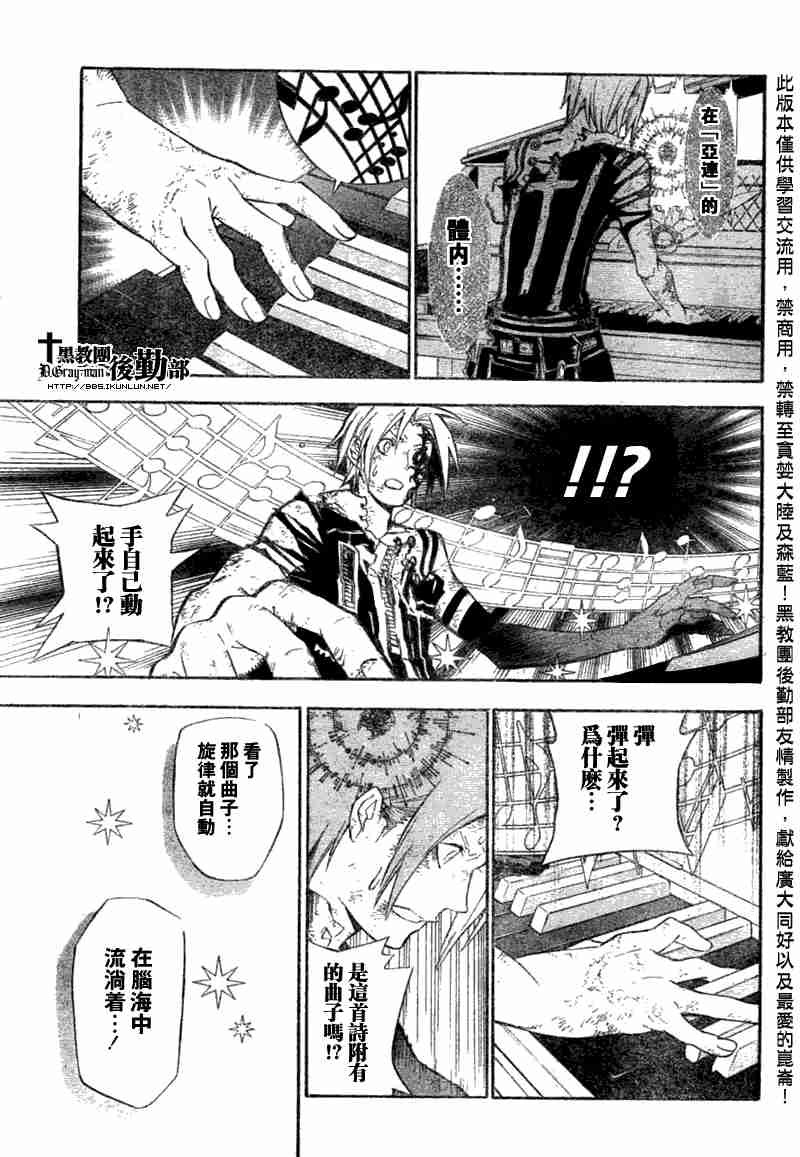 在「亞連」的
體內……
!!?
手自己動
起來了!?
彈
彈起來了？
爲什麽…
是這首詩附有
的曲子嗎!?
看了
那個曲子…
旋律就自動
在腦海中
流淌着…!
黑教團
D.Gray-man
後勤部
HTTP://985.IKUNLUN.NET/
此版本僅供學習交流用，禁商用，禁轉至貪婪大陸及森藍！黑教團後勤部友情製作，獻給廣大同好以及最愛的崑崙！